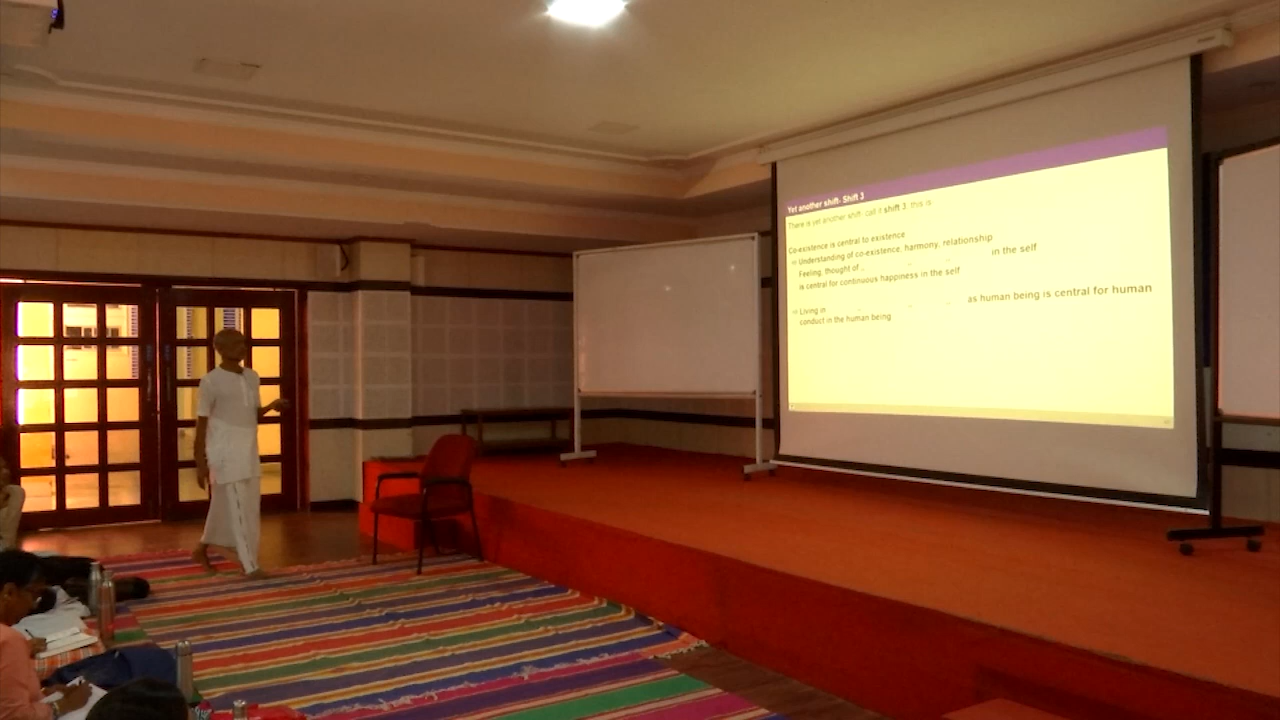 Yet another shift- Shift 3
There is yet another shift- call it shift 3, this is
Co-existence is central to existence
Understanding of co-existence, harmony, relationship
Feeling, thought of in the self
is central for continuous happiness in the self
Living in as human being is central for human
conduct in the human being